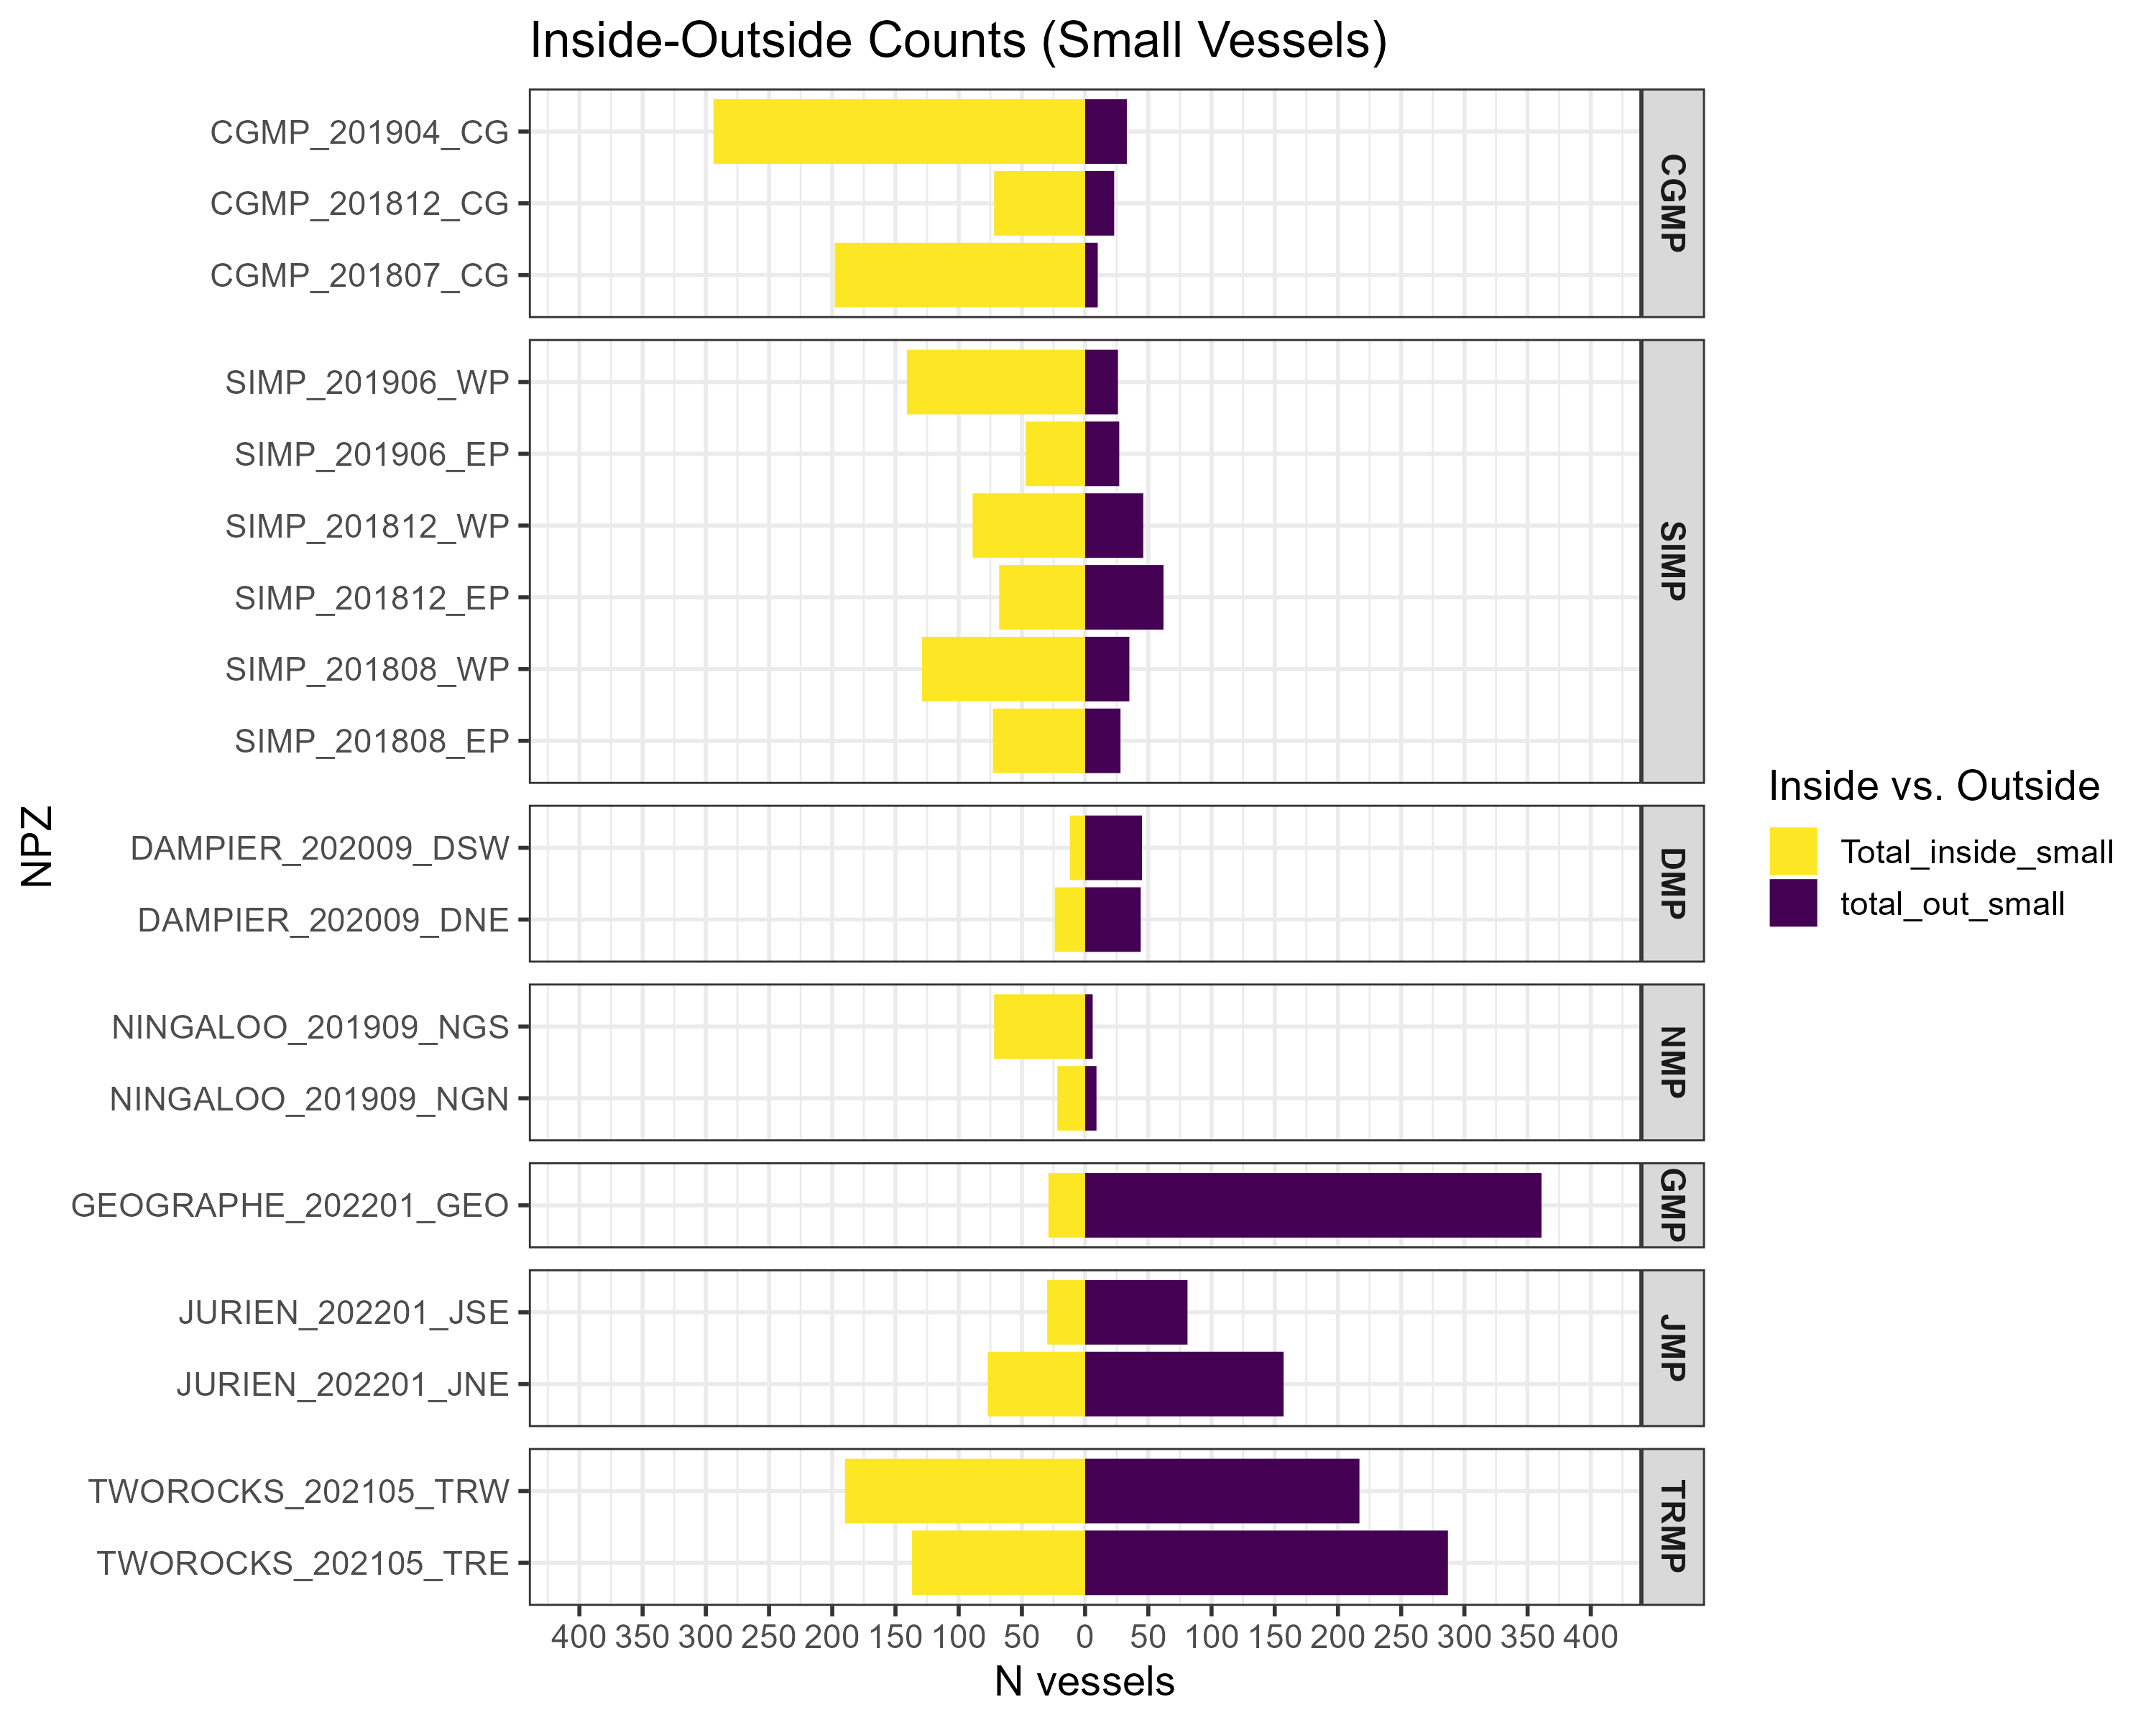 Inside-Outside Counts (Small Vessels)
CGMP_201904_CG
CGMP_201812_CG
CGMP_201807_CG
CGMP
SIMP_201906_WP
SIMP_201906_EP
SIMP_201812_WP
SIMP_201812_EP
SIMP_201808_WP
SIMP_201808_EP
SIMP
DAMPIER_202009_DSW
DAMPIER_202009_DNE
DMP
NINGALOO_201909_NGS
NINGALOO_201909_NGN
NMP
GEOGRAPHE_202201_GEO
GMP
JURIEN_202201_JSE
JURIEN_202201_JNE
JMP
TWOROCKS_202105_TRW
TWOROCKS_202105_TRE
TRMP
NPZ
400 350 300 250 200 150 100 50 0 50 100 150 200 250 300 350 400
N vessels
Inside vs. Outside
Total_inside_small
total_out_small